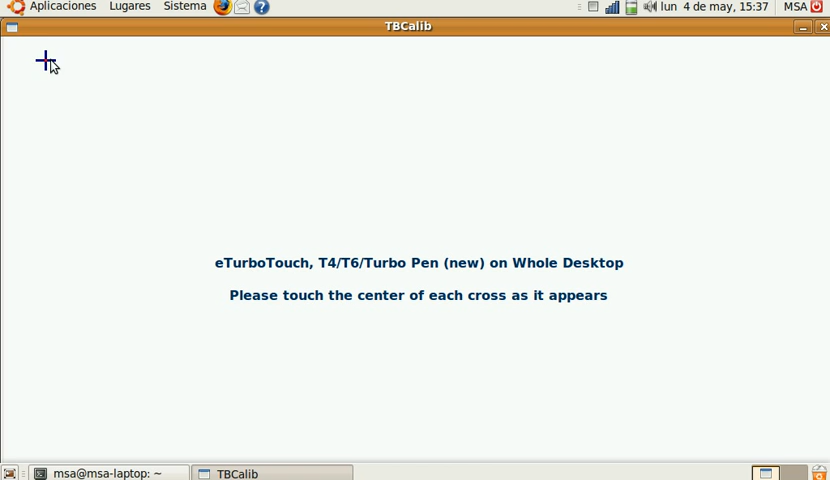 Aplicaciones Lugares Sistema lun 4 de may, 15:37 MSA
TBCalib
eTurboTouch, T4/T6/Turbo Pen (new) on Whole Desktop
Please touch the center of each cross as it appears
msa@msa-laptop: ~ TBCalib